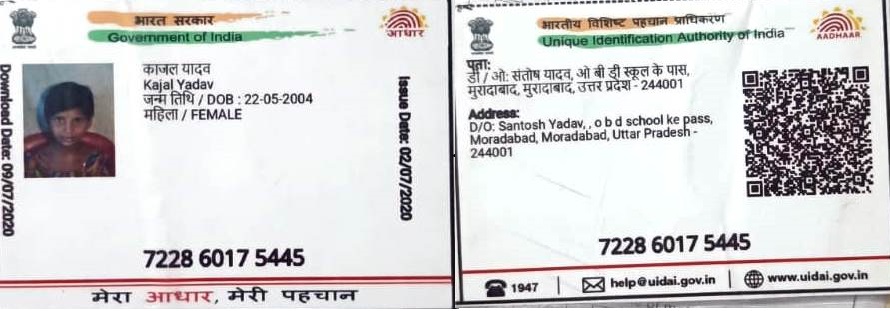 भारत सरकार
Government of India
आधार
Download Date: 09/07/2020
काजल यादव
Kajal Yadav
जन्म तिथि / DOB : 22-05-2004
महिला / FEMALE
Issue Date: 02/07/2020
7228 6017 5445
मेरा आधार, मेरी पहचान
भारतीय विशिष्ट पहचान प्राधिकरण
Unique Identification Authority of India
AADHAAR
पता:
डी / ओ: संतोष यादव, ओ बी डी स्कूल के पास,
मुरादाबाद, मुरादाबाद, उत्तर प्रदेश - 244001
Address:
D/O: Santosh Yadav, , o b d school ke pass,
Moradabad, Moradabad, Uttar Pradesh -
244001
7228 6017 5445
1947
help@uidai.gov.in
www.uidai.gov.in